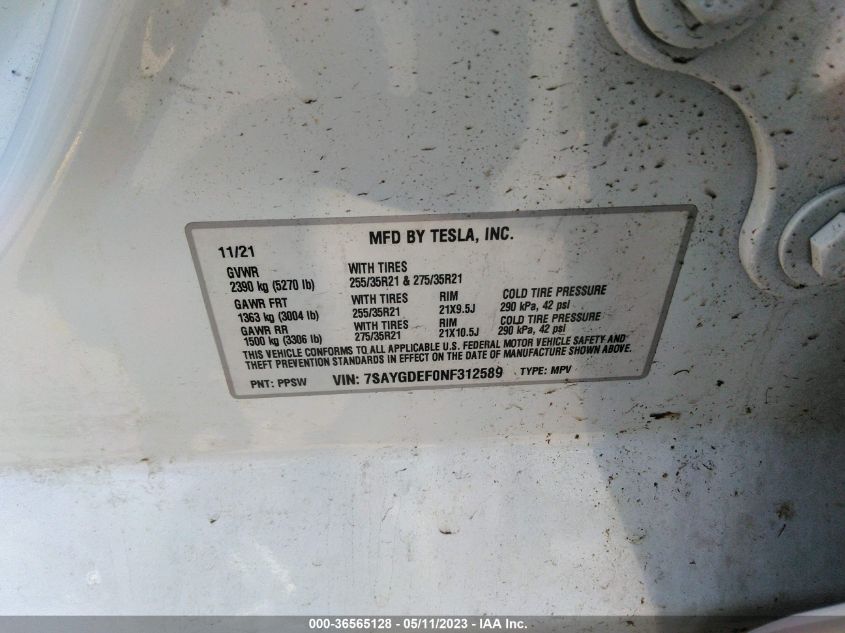 MFD BY TESLA, INC.
11/21
GVWR WITH TIRES
2390 kg (5270 lb) 255/35R21 & 275/35R21
GAWR FRT WITH TIRES RIM COLD TIRE PRESSURE
1363 kg (3004 lb) 255/35R21 21X9.5J 290 kPa, 42 psi
GAWR RR WITH TIRES RIM COLD TIRE PRESSURE
1500 kg (3306 lb) 275/35R21 21X10.5J 290 kPa, 42 psi
THIS VEHICLE CONFORMS TO ALL APPLICABLE U.S. FEDERAL MOTOR VEHICLE SAFETY AND
THEFT PREVENTION STANDARDS IN EFFECT ON THE DATE OF MANUFACTURE SHOWN ABOVE.
PNT: PPSW VIN: 7SAYGDEF0NF312589 TYPE: MPV
000-36565128 - 05/11/2023 - IAA Inc.